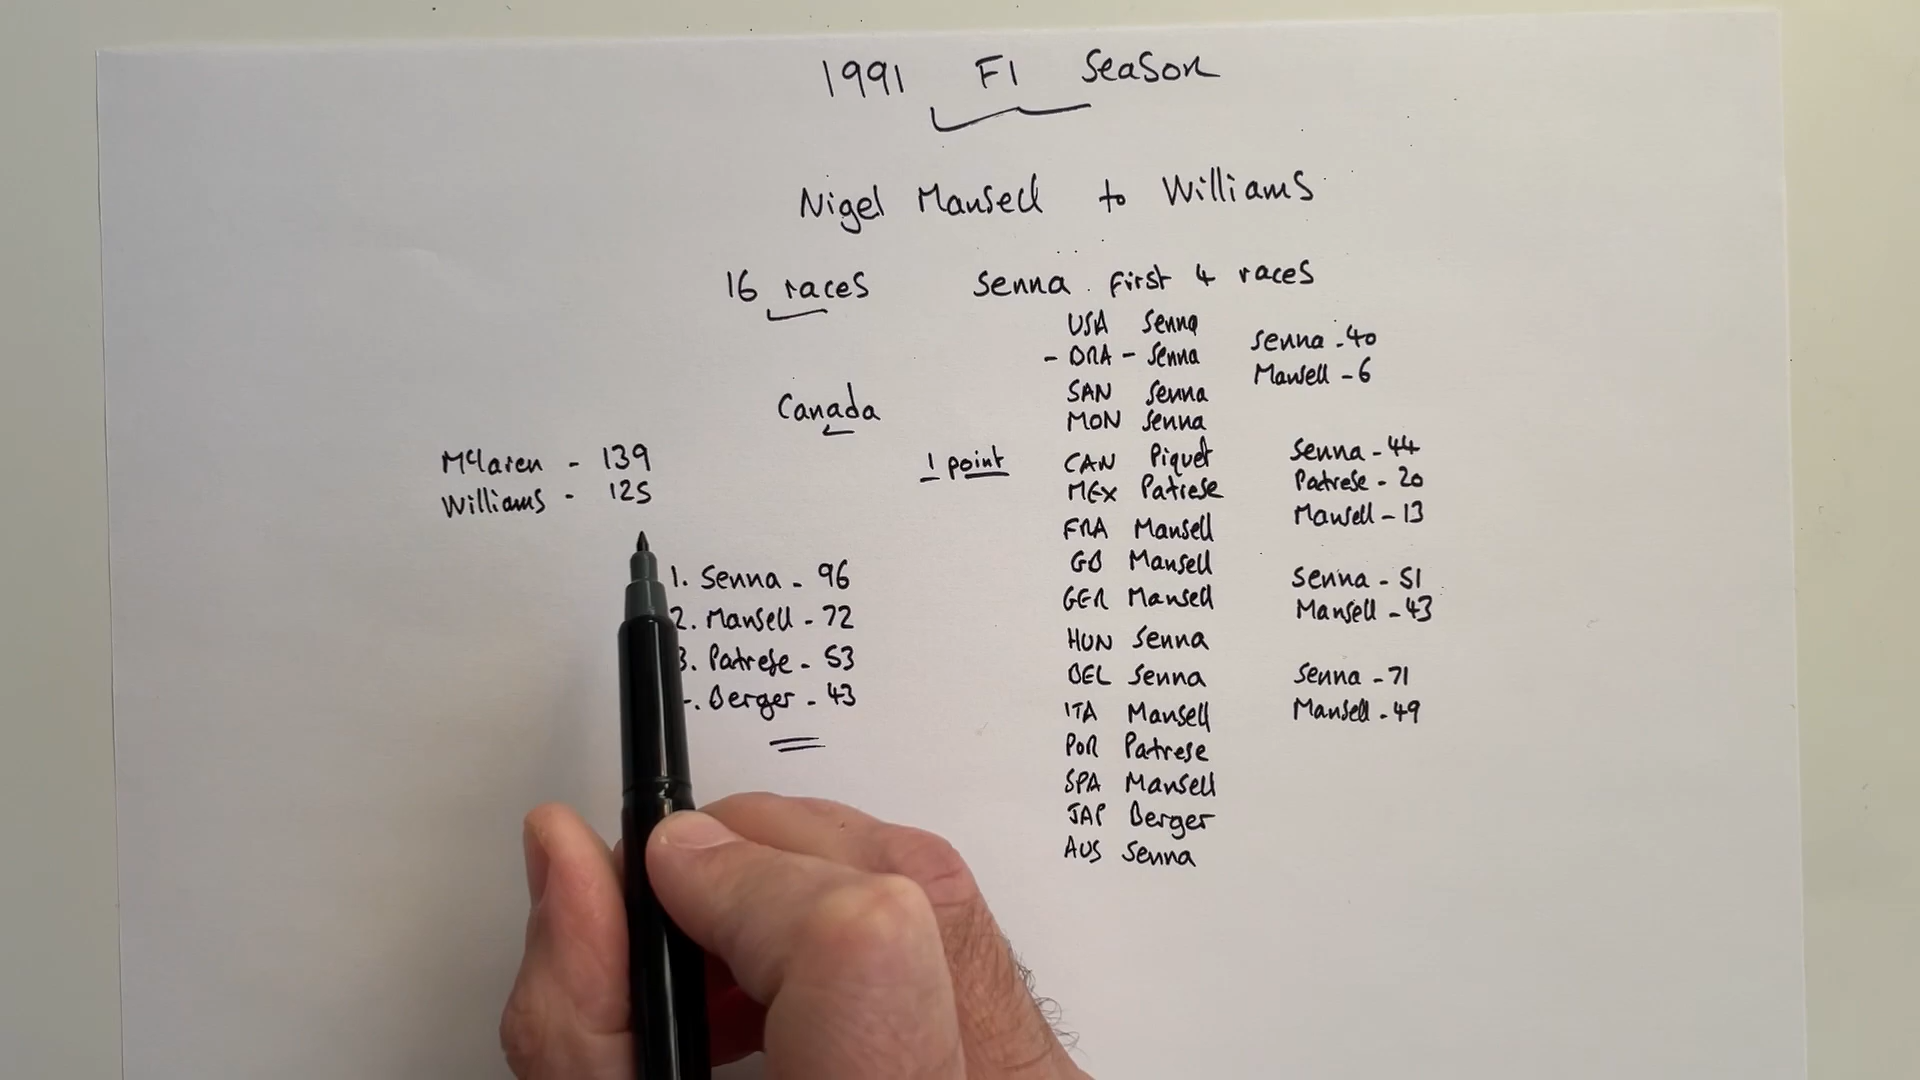 1991 F1 Season
Nigel Mansell to Williams
16 races
Senna first 4 races
USA Senna
- BRA - Senna
SAN Senna
MON Senna
Senna - 40
Mansell - 6
Canada
1 point
CAN Piquet
MEX Patrese
FRA Mansell
GB Mansell
GER Mansell
HUN Senna
BEL Senna
ITA Mansell
POR Patrese
SPA Mansell
JAP Berger
AUS Senna
Senna - 44
Patrese - 20
Mansell - 13
Senna - 51
Mansell - 43
Senna - 71
Mansell - 49
McLaren - 139
Williams - 125
1. Senna - 96
2. Mansell - 72
3. Patrese - 53
. Berger - 43